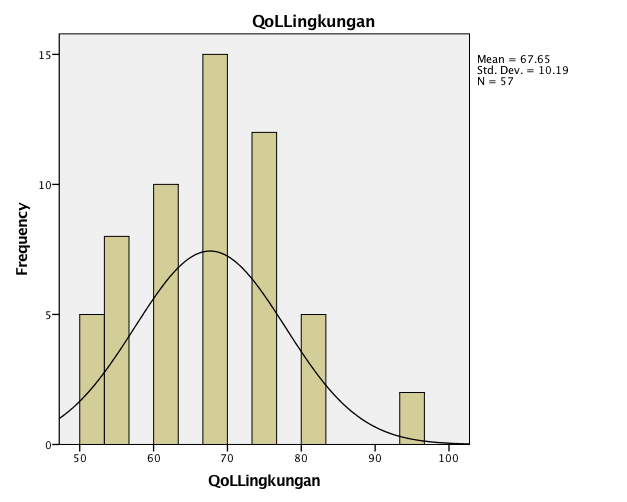 QoLLingkungan
15
10
5
0
Frequency
50 60 70 80 90 100
QoLLingkungan
Mean = 67.65
Std. Dev. = 10.19
N = 57